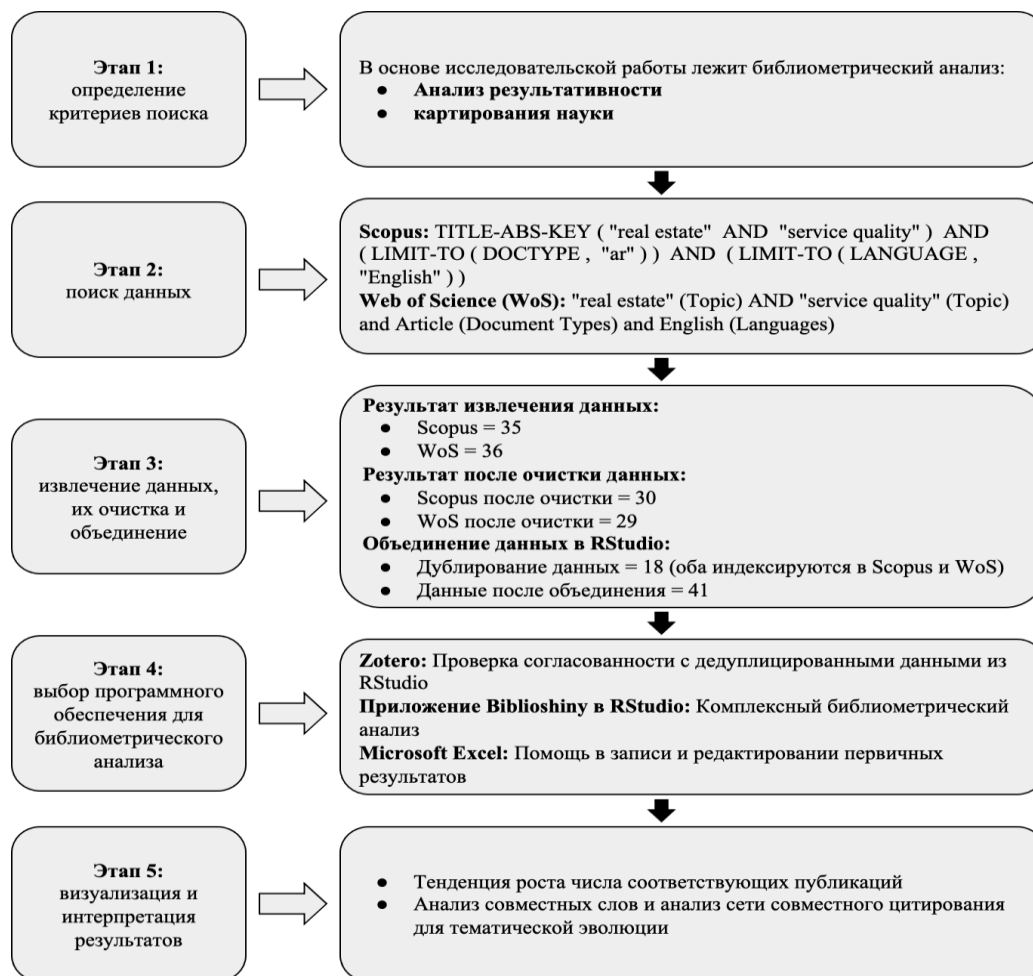 Этап 1:
определение
критериев поиска
В основе исследовательской работы лежит библиометрический анализ:
● Анализ результативности
● картирования науки
Этап 2:
поиск данных
Scopus: TITLE-ABS-KEY ( "real estate" AND "service quality" ) AND
( LIMIT-TO ( DOCTYPE , "ar" ) ) AND ( LIMIT-TO ( LANGUAGE ,
"English" ) )
Web of Science (WoS): "real estate" (Topic) AND "service quality" (Topic)
and Article (Document Types) and English (Languages)
Этап 3:
извлечение данных,
их очистка и
объединение
Результат извлечения данных:
● Scopus = 35
● WoS = 36
Результат после очистки данных:
● Scopus после очистки = 30
● WoS после очистки = 29
Объединение данных в RStudio:
● Дублирование данных = 18 (оба индексируются в Scopus и WoS)
● Данные после объединения = 41
Этап 4:
выбор программного
обеспечения для
библиометрического
анализа
Zotero: Проверка согласованности с дедуплицированными данными из
RStudio
Приложение Biblioshiny в RStudio: Комплексный библиометрический
анализ
Microsoft Excel: Помощь в записи и редактировании первичных
результатов
Этап 5:
визуализация и
интерпретация
результатов
● Тенденция роста числа соответствующих публикаций
● Анализ совместных слов и анализ сети совместного цитирования
для тематической эволюции